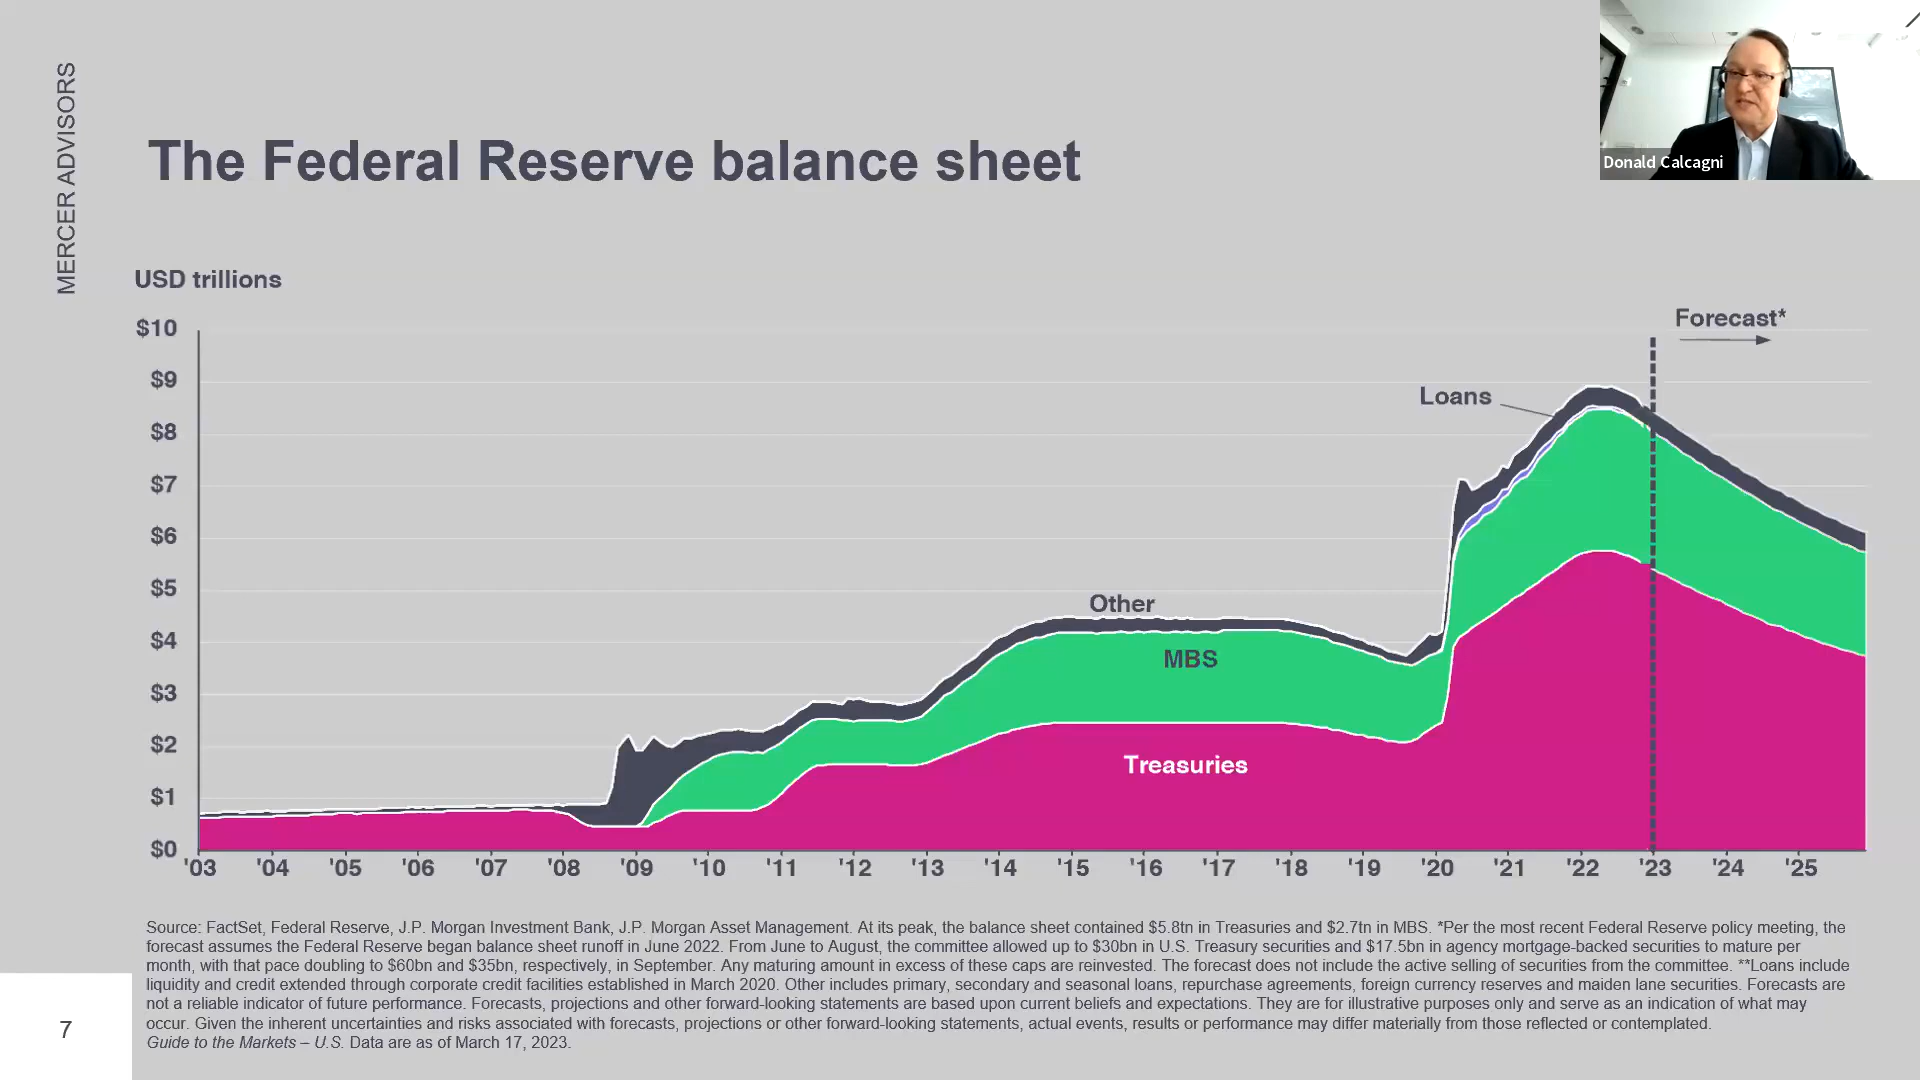 MERCER ADVISORS
The Federal Reserve balance sheet
Donald Calcagni
USD trillions
$10
$9
$8
$7
$6
$5
$4
$3
$2
$1
$0
Forecast*
Loans
Other
MBS
Treasuries
'03 '04 '05 '06 '07 '08 '09 '10 '11 '12 '13 '14 '15 '16 '17 '18 '19 '20 '21 '22 '23 '24 '25
Source: FactSet, Federal Reserve, J.P. Morgan Investment Bank, J.P. Morgan Asset Management. At its peak, the balance sheet contained $5.8tn in Treasuries and $2.7tn in MBS. *Per the most recent Federal Reserve policy meeting, the
forecast assumes the Federal Reserve began balance sheet runoff in June 2022. From June to August, the committee allowed up to $30bn in U.S. Treasury securities and $17.5bn in agency mortgage-backed securities to mature per
month, with that pace doubling to $60bn and $35bn, respectively, in September. Any maturing amount in excess of these caps are reinvested. The forecast does not include the active selling of securities from the committee. **Loans include
liquidity and credit extended through corporate credit facilities established in March 2020. Other includes primary, secondary and seasonal loans, repurchase agreements, foreign currency reserves and maiden lane securities. Forecasts are
not a reliable indicator of future performance. Forecasts, projections and other forward-looking statements are based upon current beliefs and expectations. They are for illustrative purposes only and serve as an indication of what may
occur. Given the inherent uncertainties and risks associated with forecasts, projections or other forward-looking statements, actual events, results or performance may differ materially from those reflected or contemplated.
Guide to the Markets – U.S. Data are as of March 17, 2023.
7